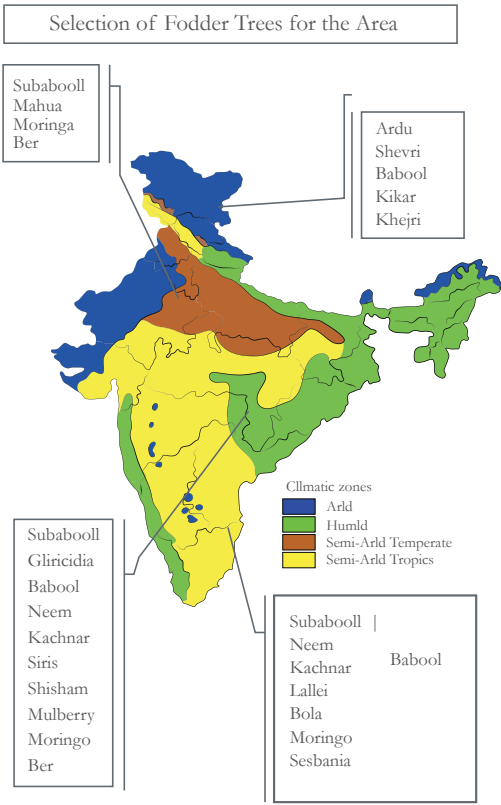 Selection of Fodder Trees for the Area
Subabooll
Mahua
Moringa
Ber
Ardu
Shevri
Babool
Kikar
Khejri
Cllmatic zones
Arld
Humld
Semi-Arld Temperate
Semi-Arld Tropics
Subabooll
Gliricidia
Babool
Neem
Kachnar
Siris
Shisham
Mulberry
Moringo
Ber
Subabooll |
Neem
Babool
Kachnar
Lallei
Bola
Moringo
Sesbania